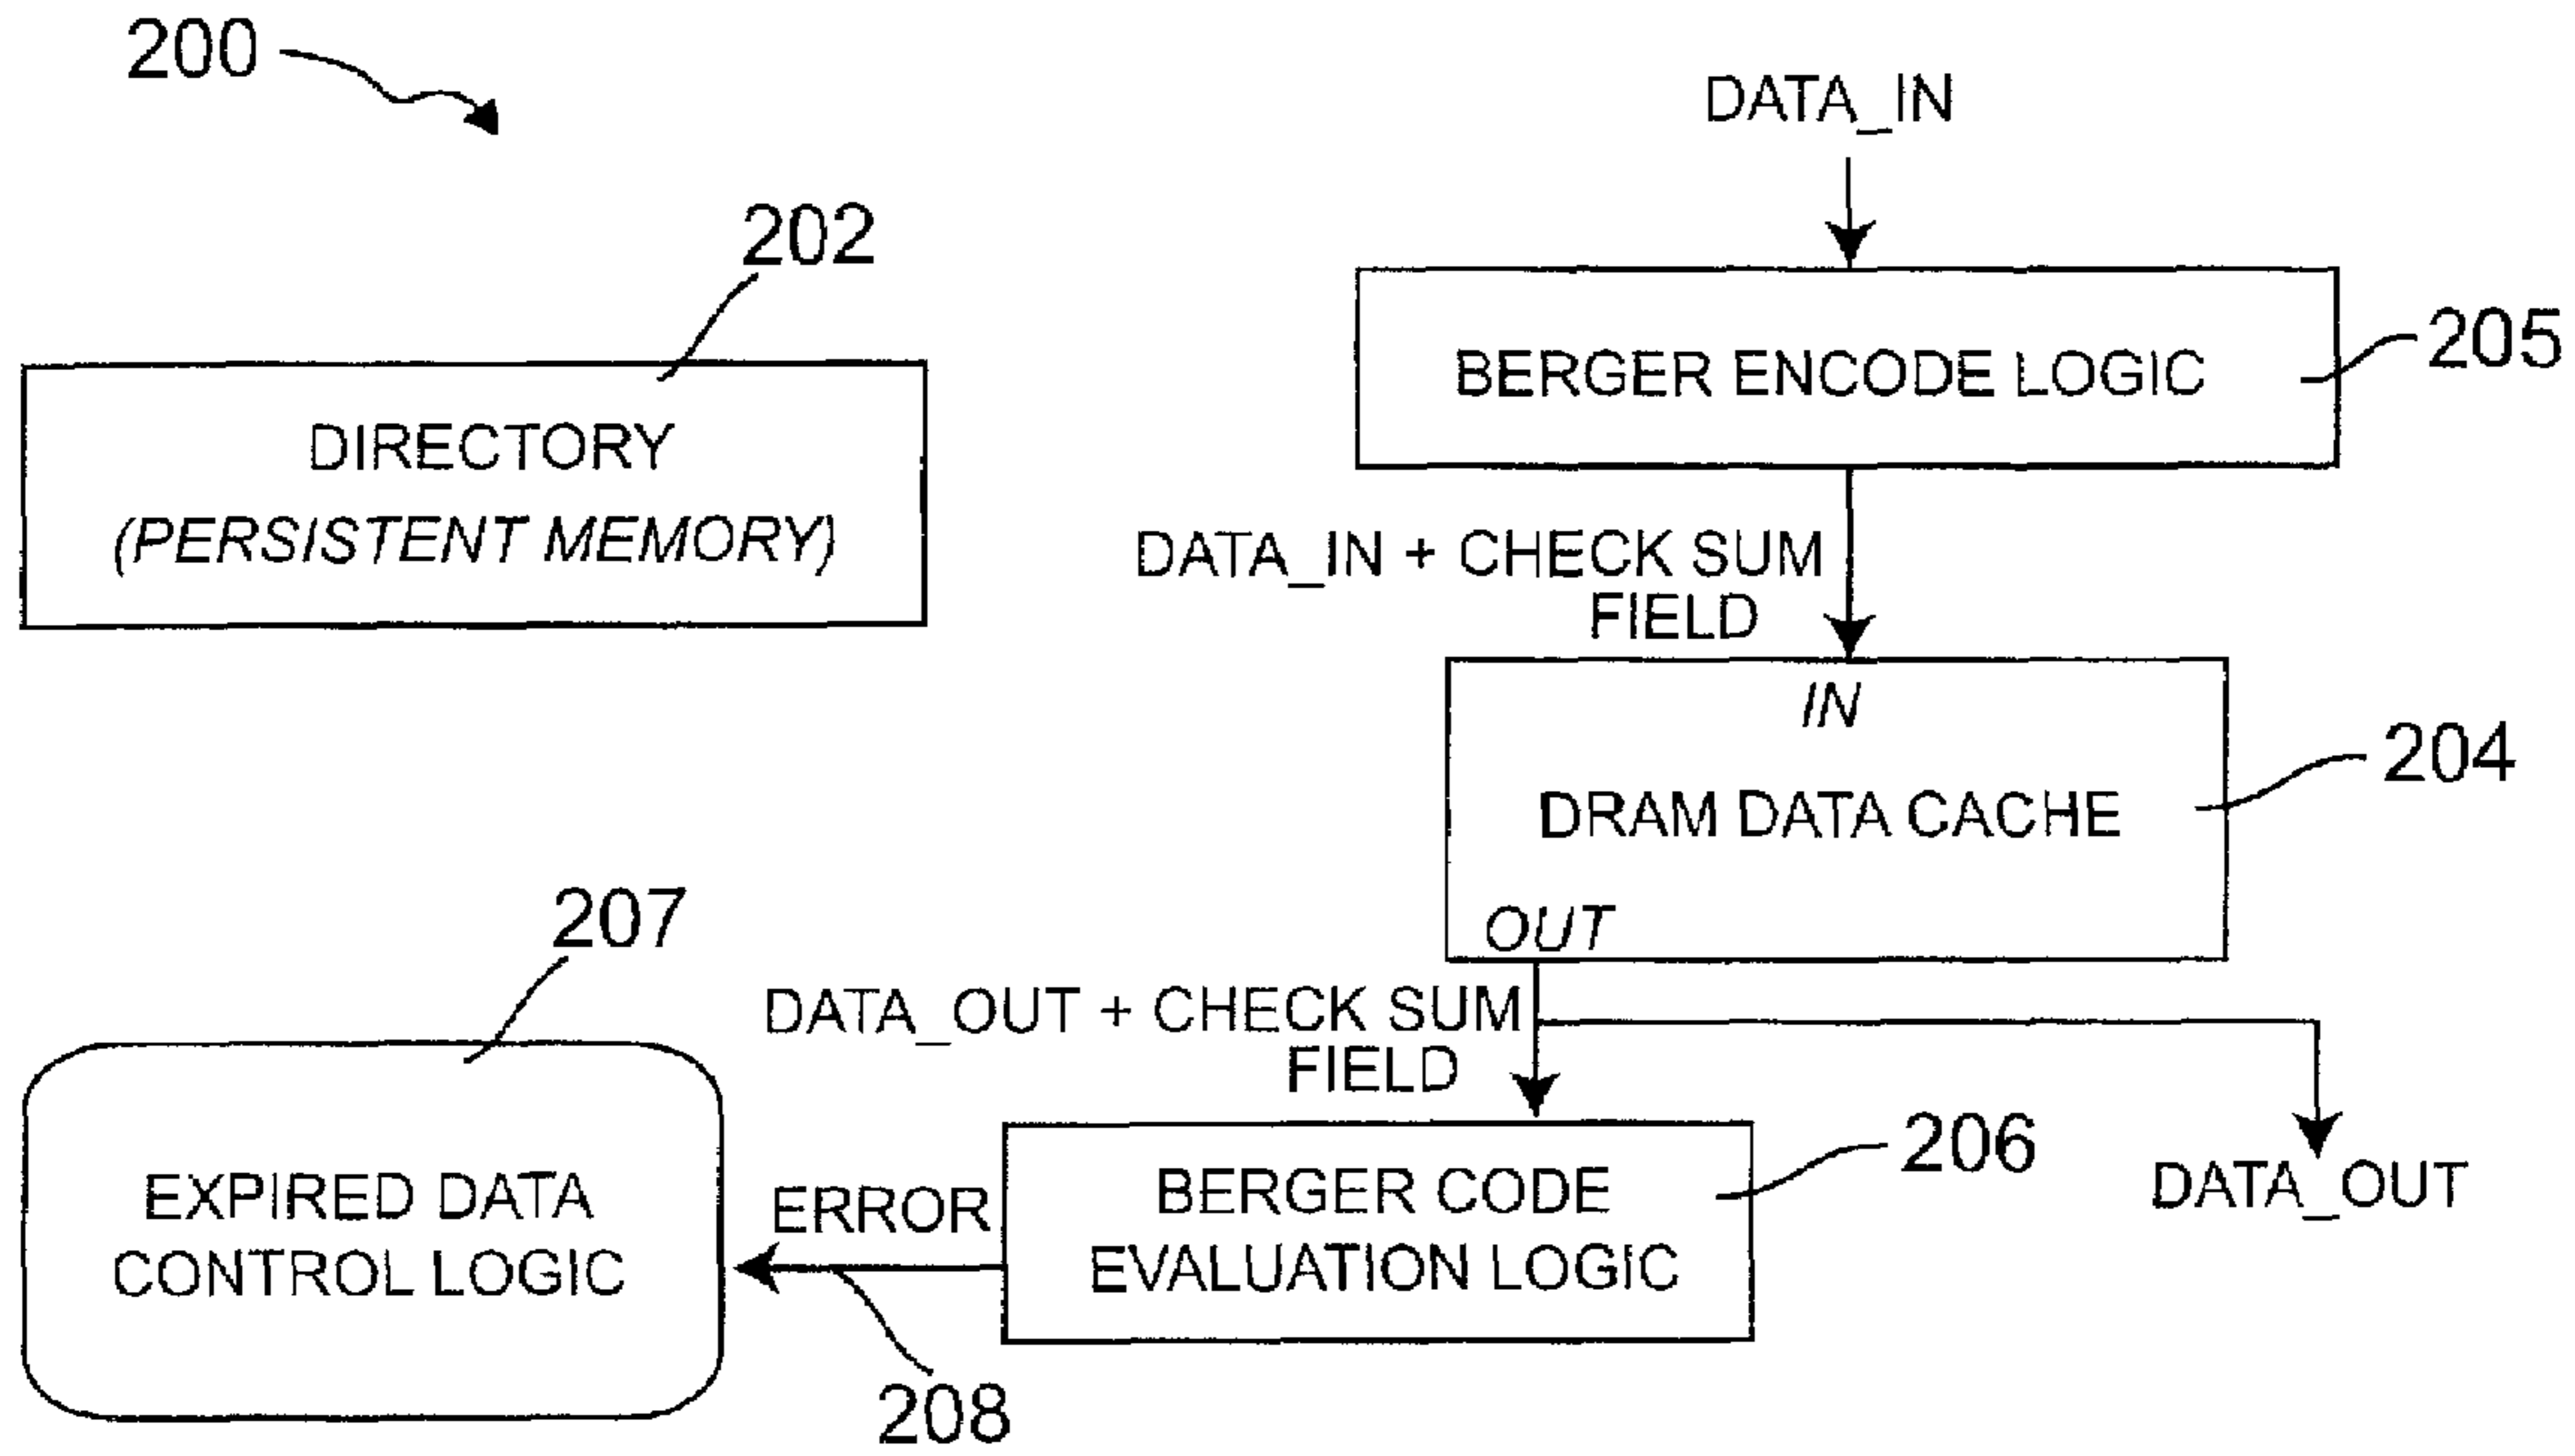 200
DATA_IN
202
205
BERGER ENCODE LOGIC
DIRECTORY
(PERSISTENT MEMORY)
DATA_IN + CHECK SUM
FIELD
IN
204
DRAM DATA CACHE
OUT
207
DATA_OUT + CHECK SUM
FIELD
206
BERGER CODE
EVALUATION LOGIC
DATA_OUT
ERROR
EXPIRED DATA
CONTROL LOGIC
208